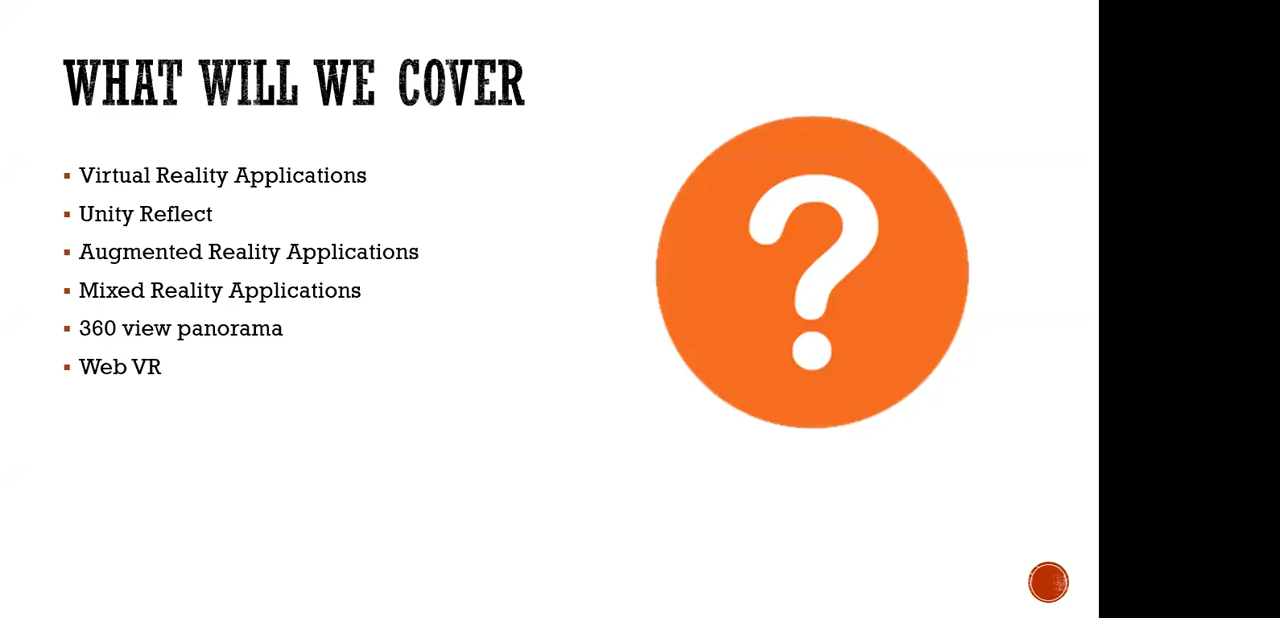 WHAT WILL WE COVER
Virtual Reality Applications
Unity Reflect
Augmented Reality Applications
Mixed Reality Applications
360 view panorama
Web VR
?